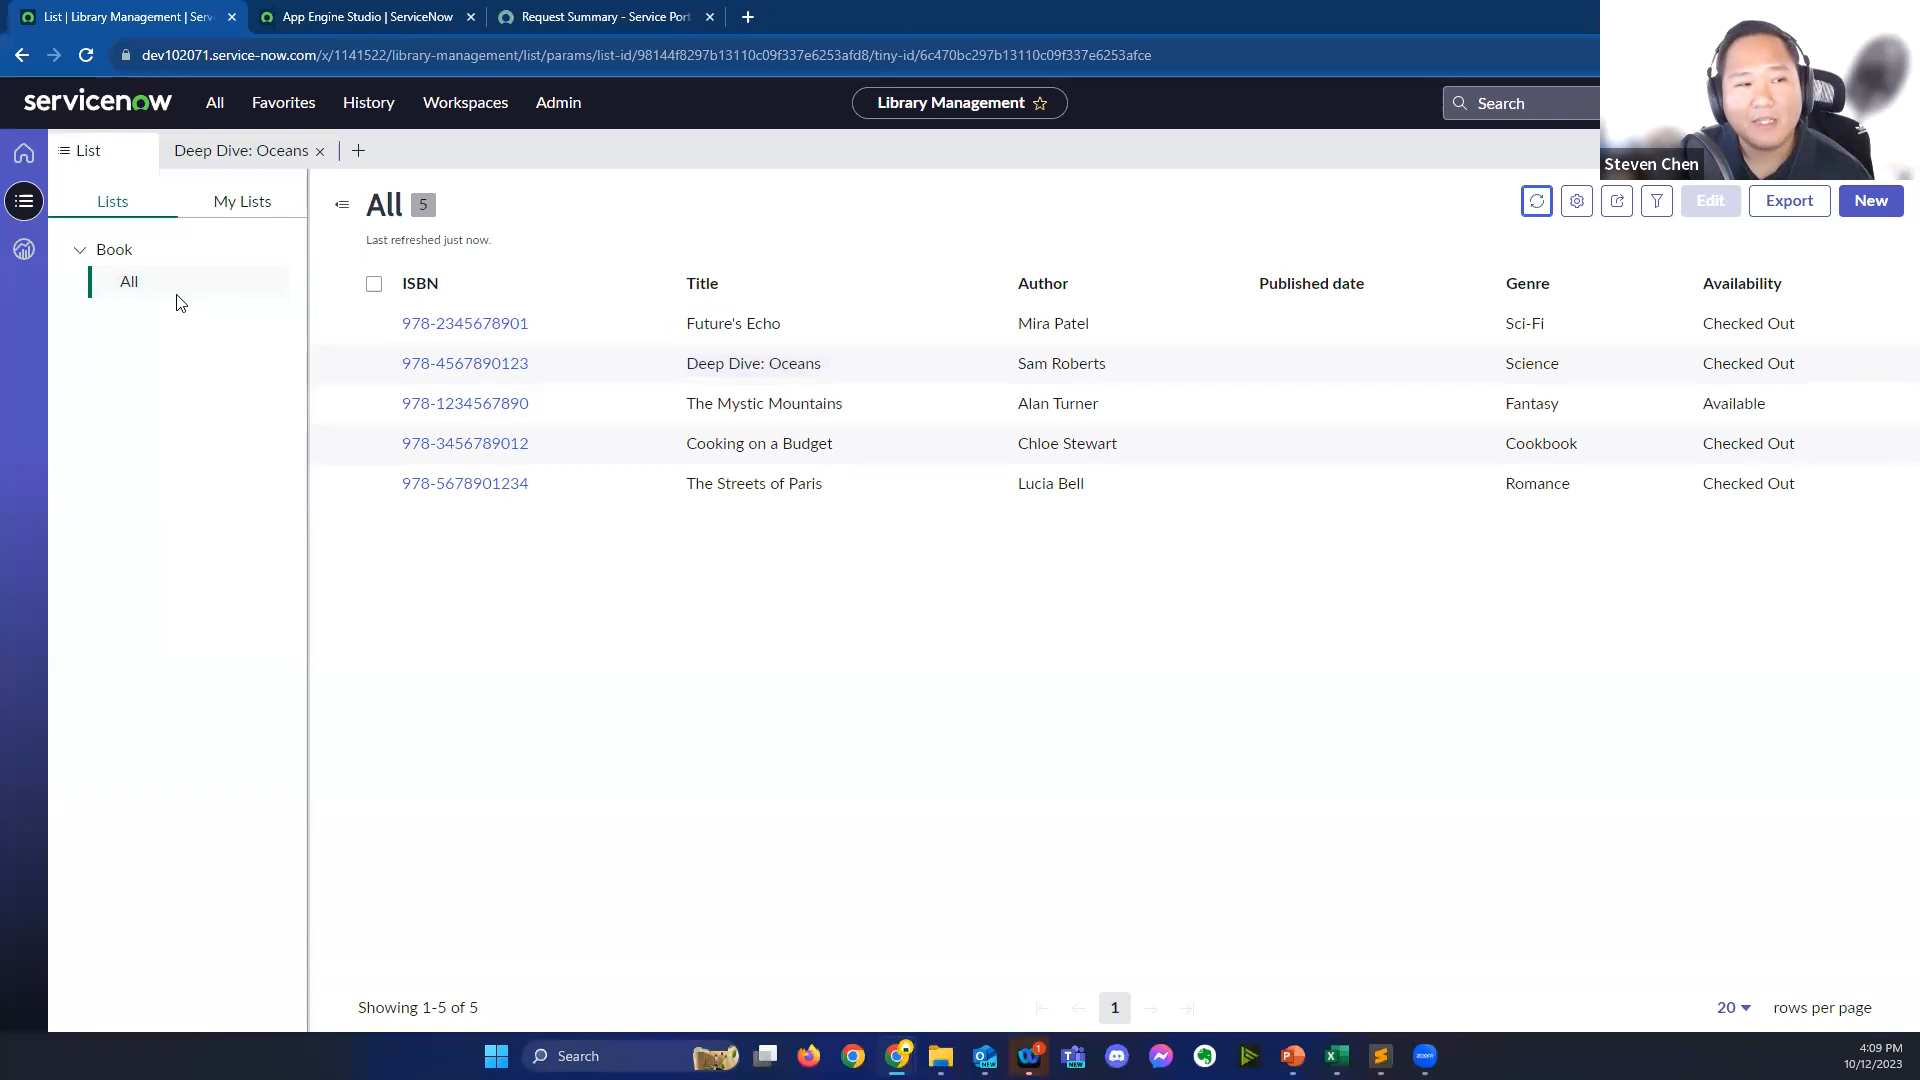 List | Library Management | Serv
App Engine Studio | ServiceNow
Request Summary - Service Port
dev102071.service-now.com/x/1141522/library-management/list/params/list-id/98144f8297b13110c09f337e6253afd8/tiny-id/6c470bc297b13110c09f337e6253afce
servicenow
All
Favorites
History
Workspaces
Admin
Library Management
Search
Steven Chen
List
Deep Dive: Oceans
Lists
My Lists
Book
All
All 5
Last refreshed just now.
Edit
Export
New
ISBN Title Author Published date Genre Availability
978-2345678901 Future's Echo Mira Patel Sci-Fi Checked Out
978-4567890123 Deep Dive: Oceans Sam Roberts Science Checked Out
978-1234567890 The Mystic Mountains Alan Turner Fantasy Available
978-3456789012 Cooking on a Budget Chloe Stewart Cookbook Checked Out
978-5678901234 The Streets of Paris Lucia Bell Romance Checked Out
Showing 1-5 of 5
1
20 rows per page
Search
1
NEW
NEW
zoom
4:09 PM
10/12/2023